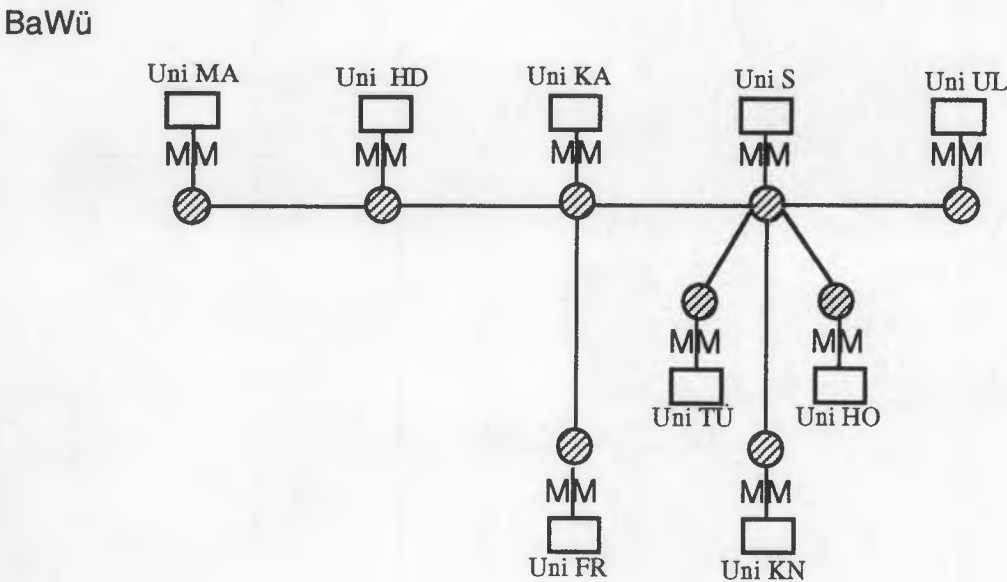 BaWü
Uni MA
Uni HD
Uni KA
Uni S
Uni UL
MM
MM
MM
MM
MM
MM
MM
Uni TÜ
Uni HO
MM
MM
Uni FR
Uni KN